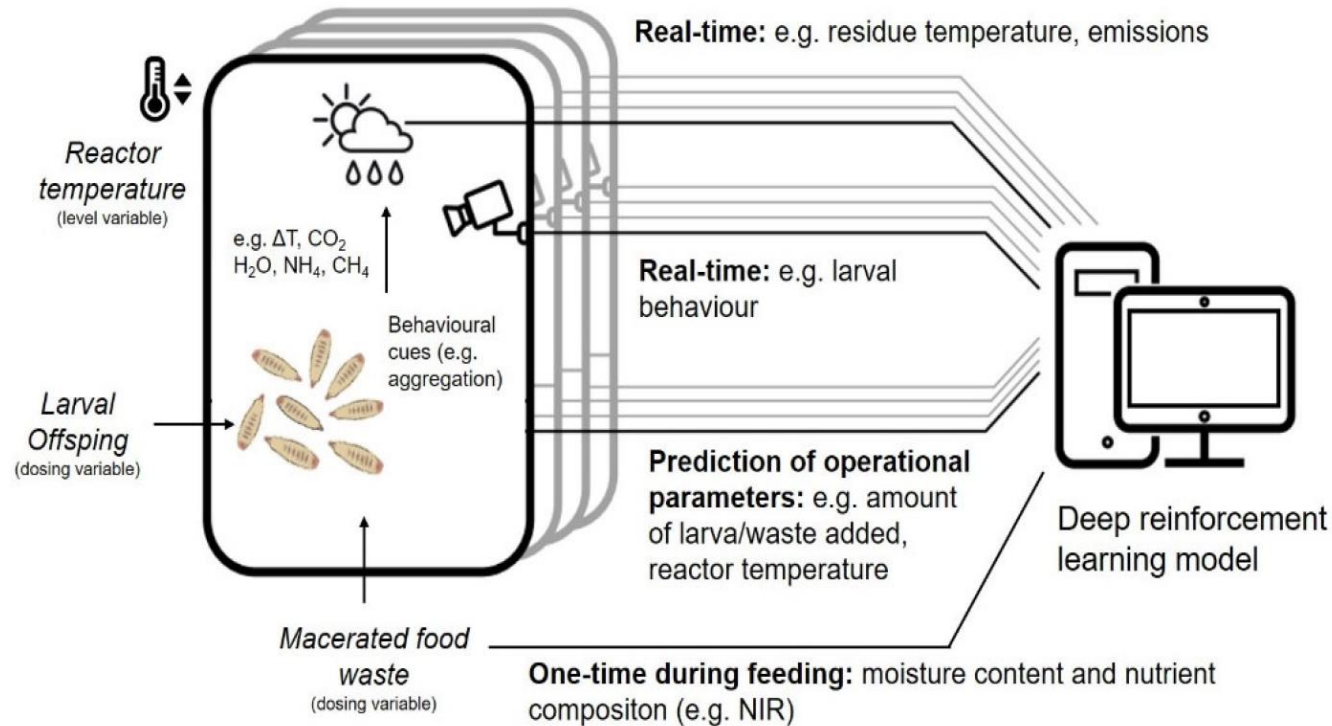 Real-time: e.g. residue temperature, emissions
Reactor
temperature
(level variable)
e.g. ΔT, CO₂
H₂O, NH₄, CH₄
Real-time: e.g. larval
behaviour
Behavioural
cues (e.g.
aggregation)
Larval
Offsping
(dosing variable)
Prediction of operational
parameters: e.g. amount
of larva/waste added,
reactor temperature
Deep reinforcement
learning model
Macerated food
waste
(dosing variable)
One-time during feeding: moisture content and nutrient
compositon (e.g. NIR)